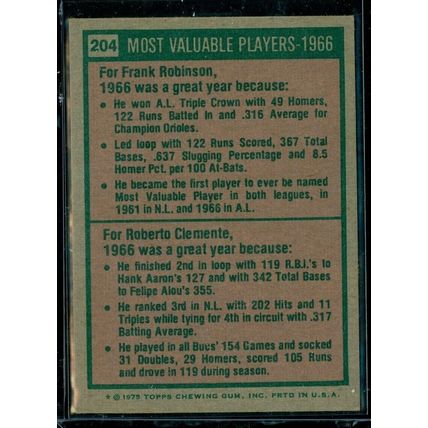 204 MOST VALUABLE PLAYERS-1966
For Frank Robinson,
1966 was a great year because:
• He won A.L. Triple Crown with 49 Homers,
122 Runs Batted In and .316 Average for
Champion Orioles.
• Led loop with 122 Runs Scored, 367 Total
Bases, .637 Slugging Percentage and 8.5
Homer Pct. per 100 At-Bats.
• He became the first player to ever be named
Most Valuable Player in both leagues, in
1961 in N.L. and 1966 in A.L.
For Roberto Clemente,
1966 was a great year because:
• He finished 2nd in loop with 119 R.B.I.'s to
Hank Aaron's 127 and with 342 Total Bases
to Felipe Alou's 355.
• He ranked 3rd in N.L. with 202 Hits and 11
Triples while tying for 4th in circuit with .317
Batting Average.
• He played in all Bucs' 154 Games and socked
31 Doubles, 29 Homers, scored 105 Runs
and drove in 119 during season.
* © 1975 TOPPS CHEWING GUM, INC. PRTD IN U.S.A.